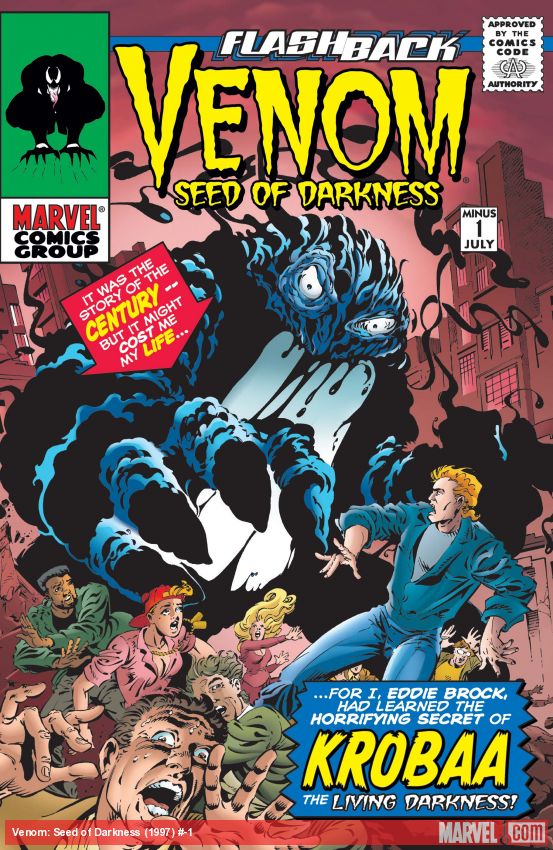 FLASHBACK
APPROVED
BY THE
COMICS
CODE
CA
AUTHORITY
VENOM
SEED OF DARKNESS
MARVEL®
COMICS
GROUP
MINUS
1
JULY
IT WAS THE
STORY OF THE
CENTURY --
BUT IT MIGHT
COST ME
MY LIFE...
...FOR I, EDDIE BROCK,
HAD LEARNED THE
HORRIFYING SECRET OF
KROBAA
THE LIVING DARKNESS!
Venom: Seed of Darkness (1997) #-1
MARVEL.com